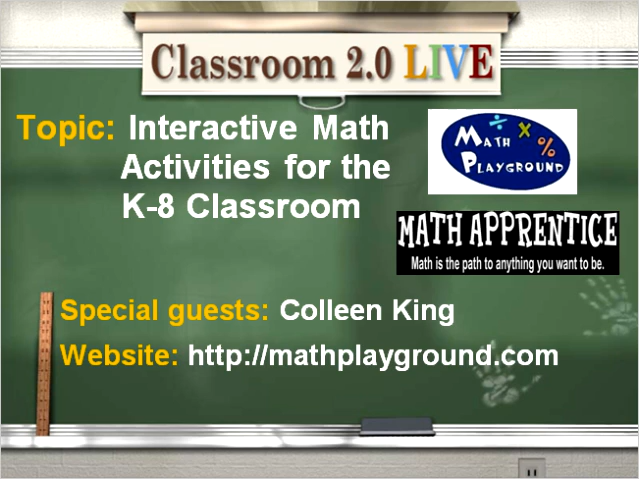 Classroom 2.0 LIVE
Topic: Interactive Math
Activities for the
K-8 Classroom
MATH
PLAYGROUND
MATH APPRENTICE
Math is the path to anything you want to be.
Special guests: Colleen King
Website: http://mathplayground.com